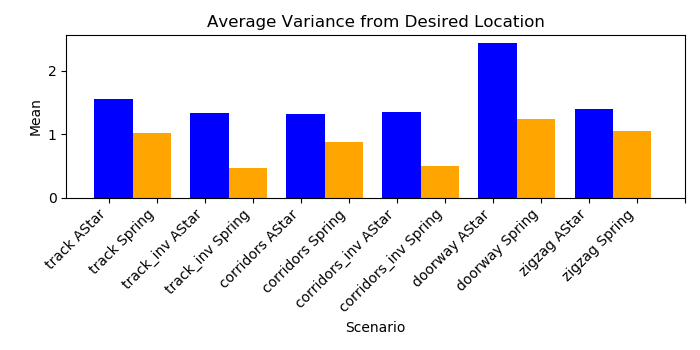 Average Variance from Desired Location
Mean
2
1
0
track AStar
track Spring
track_inv AStar
track_inv Spring
corridors AStar
corridors Spring
corridors_inv AStar
corridors_inv Spring
doorway AStar
doorway Spring
zigzag AStar
zigzag Spring
Scenario